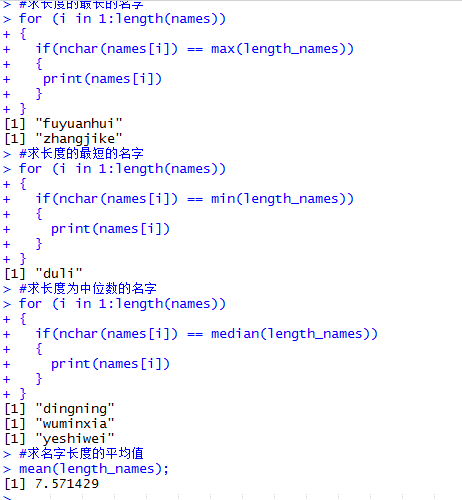 > #求长度的最长的名字
> for (i in 1:length(names))
+ {
+   if(nchar(names[i]) == max(length_names))
+   {
+    print(names[i])
+   }
+ }
[1] "fuyuanhui"
[1] "zhangjike"
> #求长度的最短的名字
> for (i in 1:length(names))
+ {
+   if(nchar(names[i]) == min(length_names))
+   {
+     print(names[i])
+   }
+ }
[1] "duli"
> #求长度为中位数的名字
> for (i in 1:length(names))
+ {
+   if(nchar(names[i]) == median(length_names))
+   {
+     print(names[i])
+   }
+ }
[1] "dingning"
[1] "wuminxia"
[1] "yeshiwei"
> #求名字长度的平均值
> mean(length_names);
[1] 7.571429
>